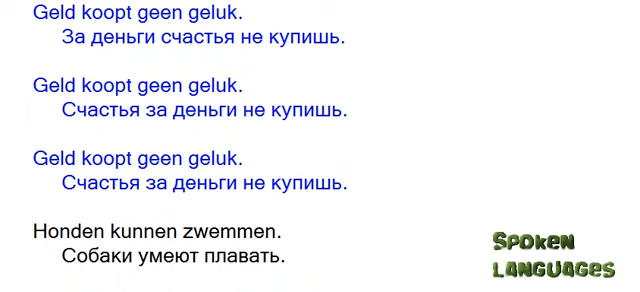 Geld koopt geen geluk.
За деньги счастья не купишь.
Geld koopt geen geluk.
Счастья за деньги не купишь.
Geld koopt geen geluk.
Счастья за деньги не купишь.
Honden kunnen zwemmen.
Собаки умеют плавать.
Spoken
Languages